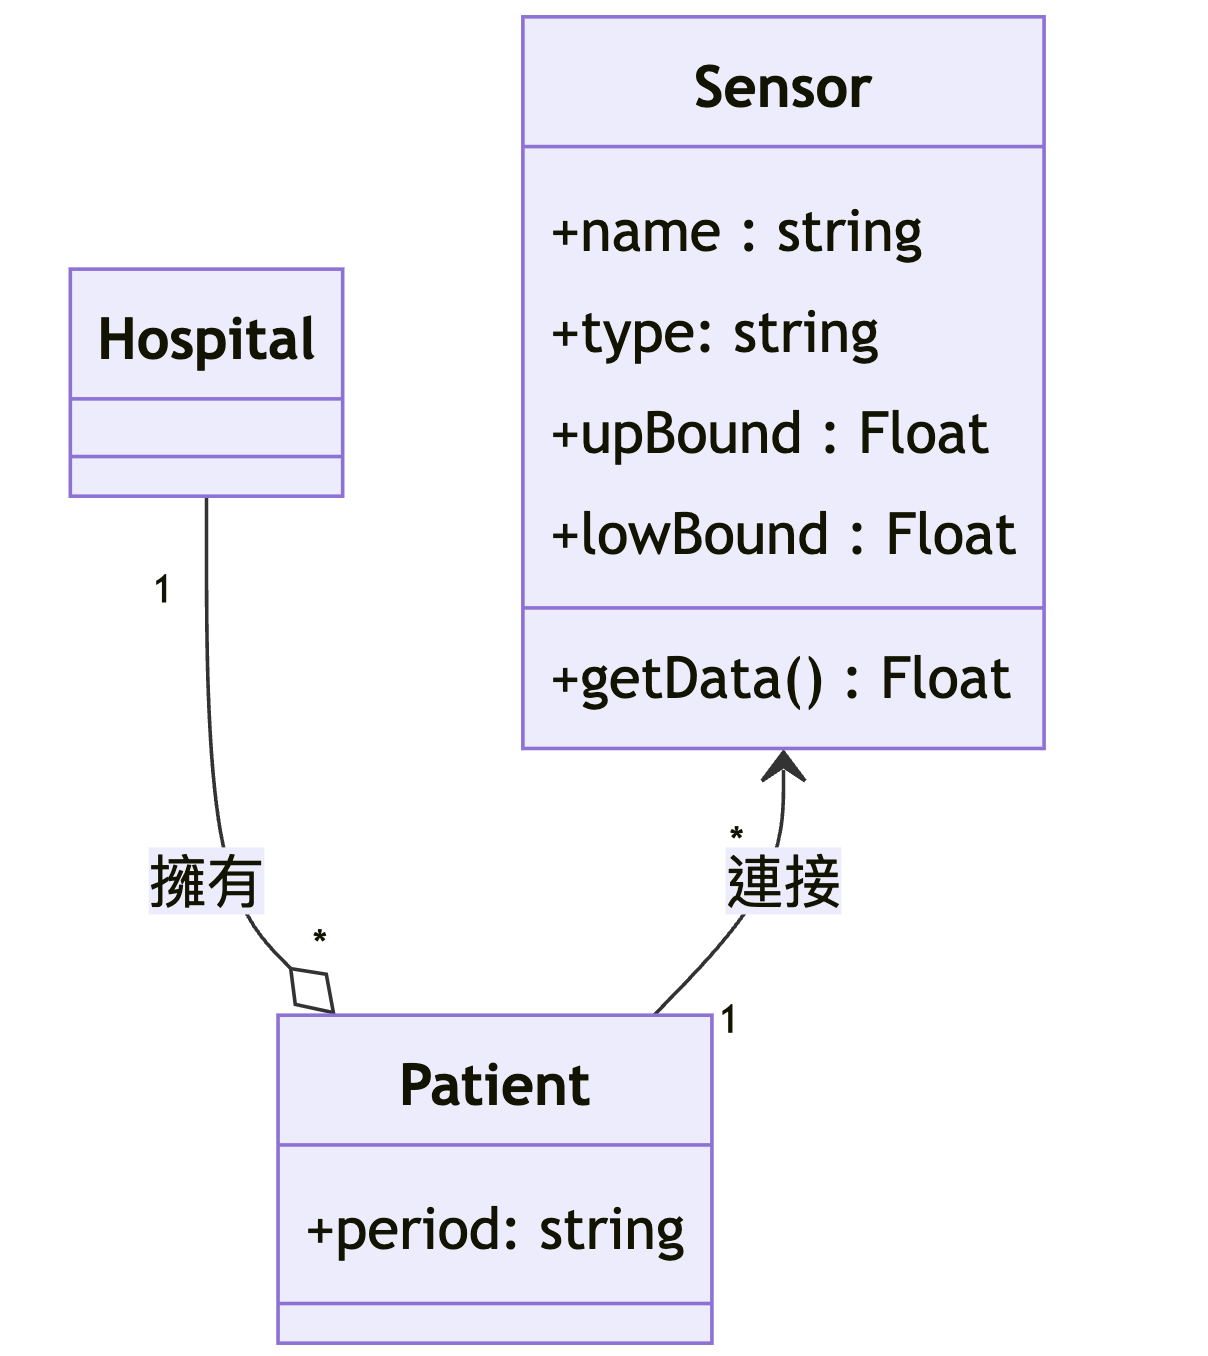 Sensor
+name : string
+type: string
+upBound : Float
+lowBound : Float
+getData() : Float
Hospital
1
擁有
*
*
連接
1
Patient
+period: string